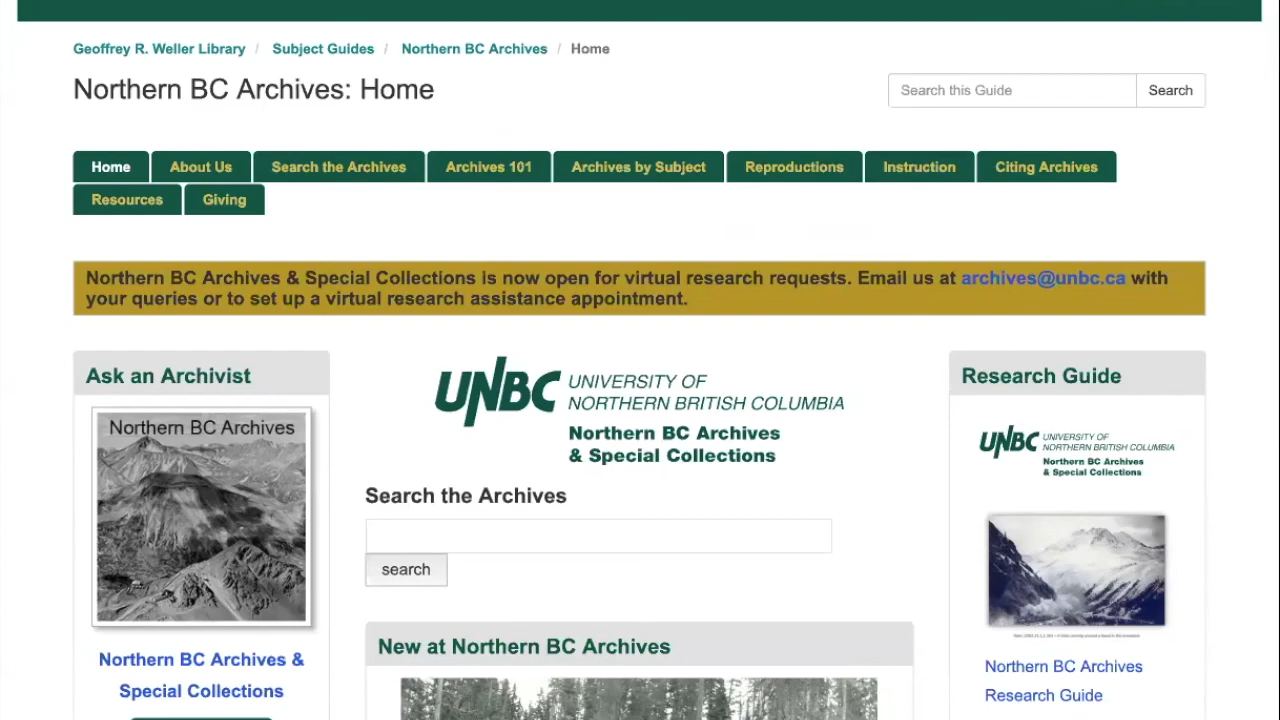 Geoffrey R. Weller Library / Subject Guides / Northern BC Archives / Home
Northern BC Archives: Home
Search this Guide
Search
Home
About Us
Search the Archives
Archives 101
Archives by Subject
Reproductions
Instruction
Citing Archives
Resources
Giving
Northern BC Archives & Special Collections is now open for virtual research requests. Email us at archives@unbc.ca with
your queries or to set up a virtual research assistance appointment.
Ask an Archivist
Northern BC Archives
Northern BC Archives &
Special Collections
UNBC
UNIVERSITY OF
NORTHERN BRITISH COLUMBIA
Northern BC Archives
& Special Collections
Search the Archives
search
New at Northern BC Archives
Research Guide
UNBC
UNIVERSITY OF
NORTHERN BRITISH COLUMBIA
Northern BC Archives
& Special Collections
Northern BC Archives
Research Guide